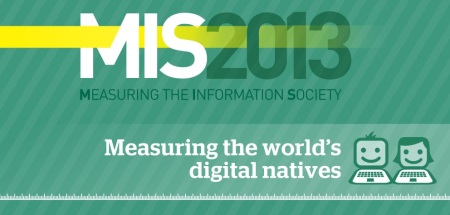 MIS2013
MEASURING THE INFORMATION SOCIETY
Measuring the world's
digital natives